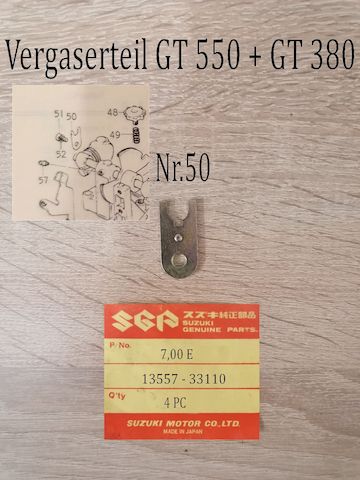 Vergaserteil GT 550 + GT 380
51 50 48
49
52
57
Nr.50
SGP スズキ純正部品
SUZUKI
GENUINE PARTS.
P/No. 7,00 E
13557 - 33110
Q'ty 4 PC
SUZUKI MOTOR CO.,LTD.
MADE IN JAPAN